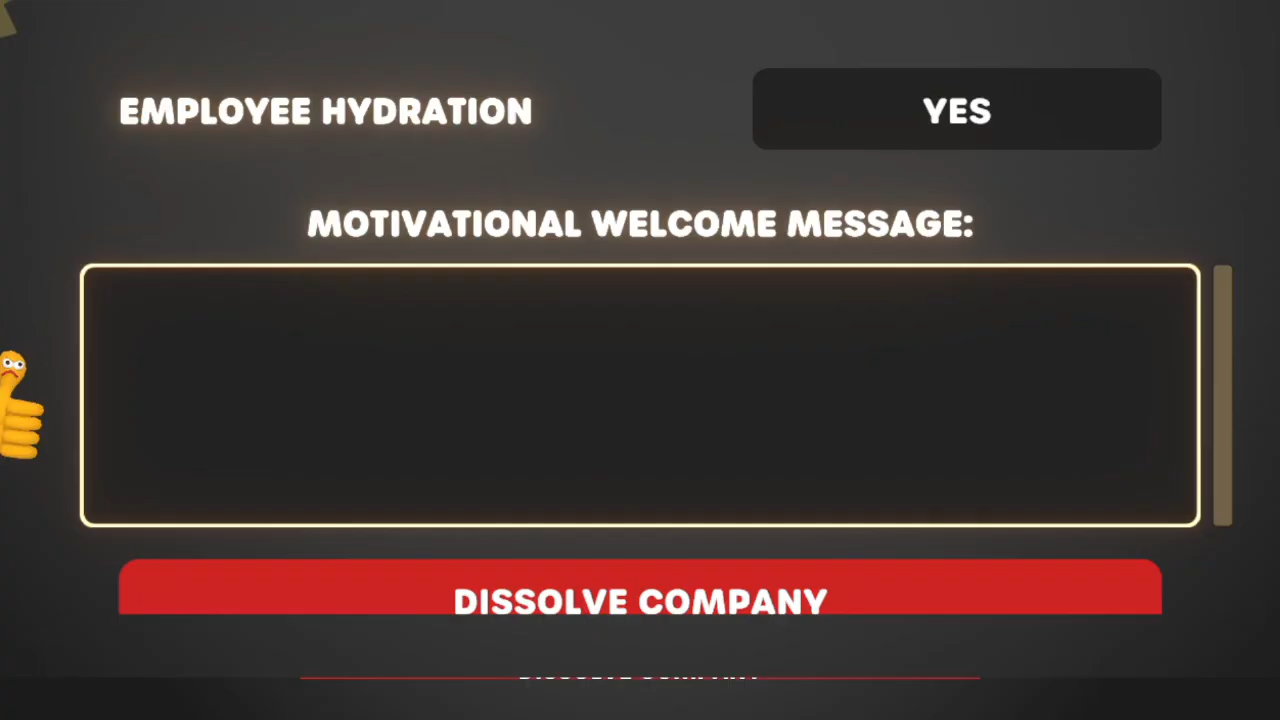 EMPLOYEE HYDRATION YES
MOTIVATIONAL WELCOME MESSAGE:
DISSOLVE COMPANY